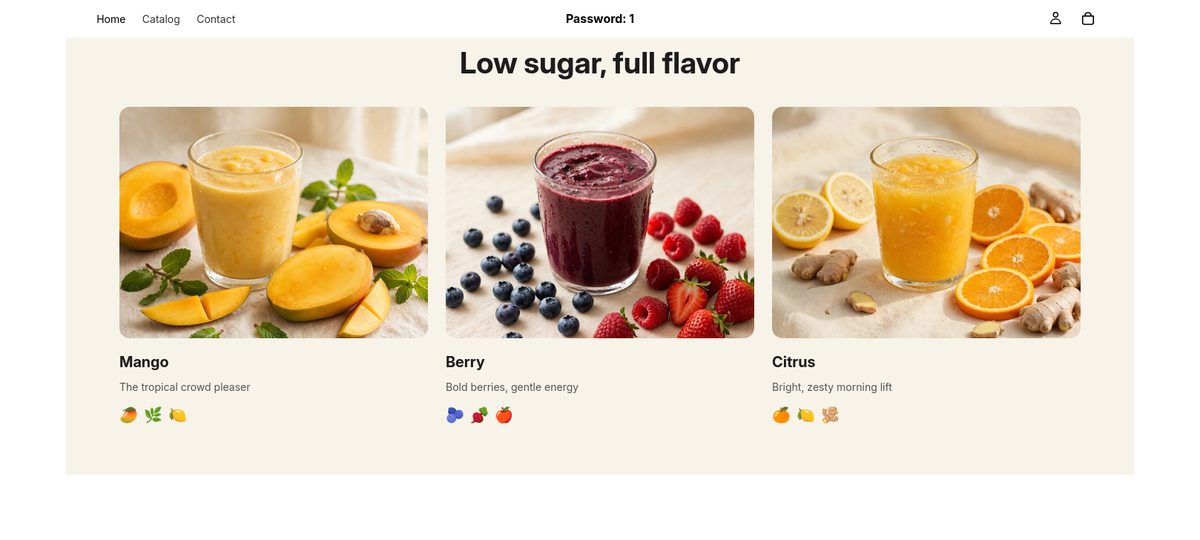 Home Catalog Contact Password: 1
Low sugar, full flavor
Mango Berry Citrus
The tropical crowd pleaser Bold berries, gentle energy Bright, zesty morning lift
🥭 🌿 🍋 🫐 🫜 🍎 🍊 🍋 🫚